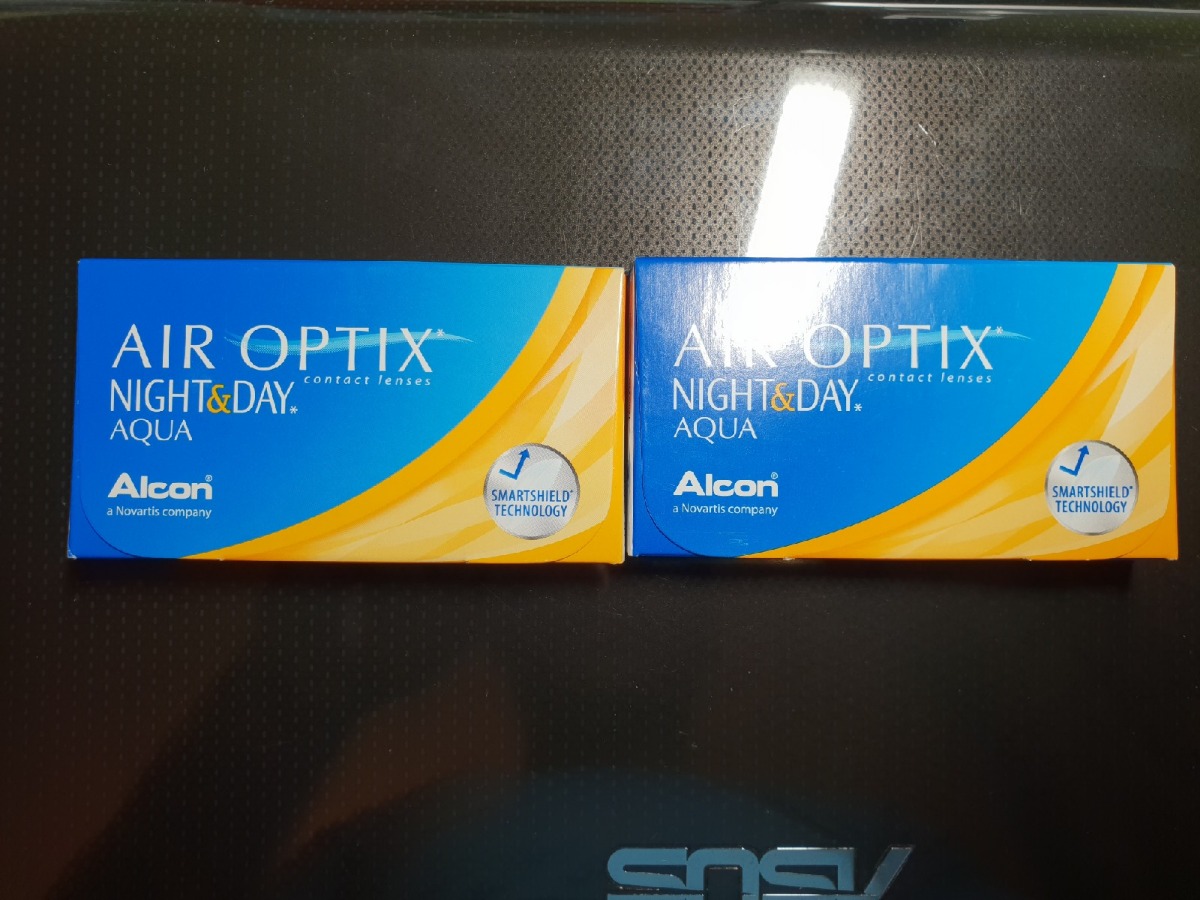 AIR OPTIX*
contact lenses
NIGHT&DAY*
AQUA
Alcon®
a Novartis company
SMARTSHIELD*
TECHNOLOGY
AIR OPTIX*
contact lenses
NIGHT&DAY*
AQUA
Alcon®
a Novartis company
SMARTSHIELD*
TECHNOLOGY
ASUS